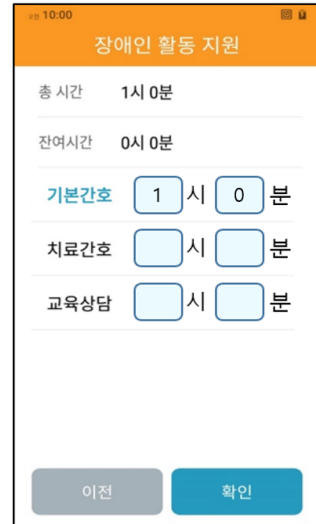 오전 10:00
장애인 활동 지원
총 시간 1시 0분
잔여시간 0시 0분
기본간호 1 시 0 분
치료간호 시 분
교육상담 시 분
이전 확인